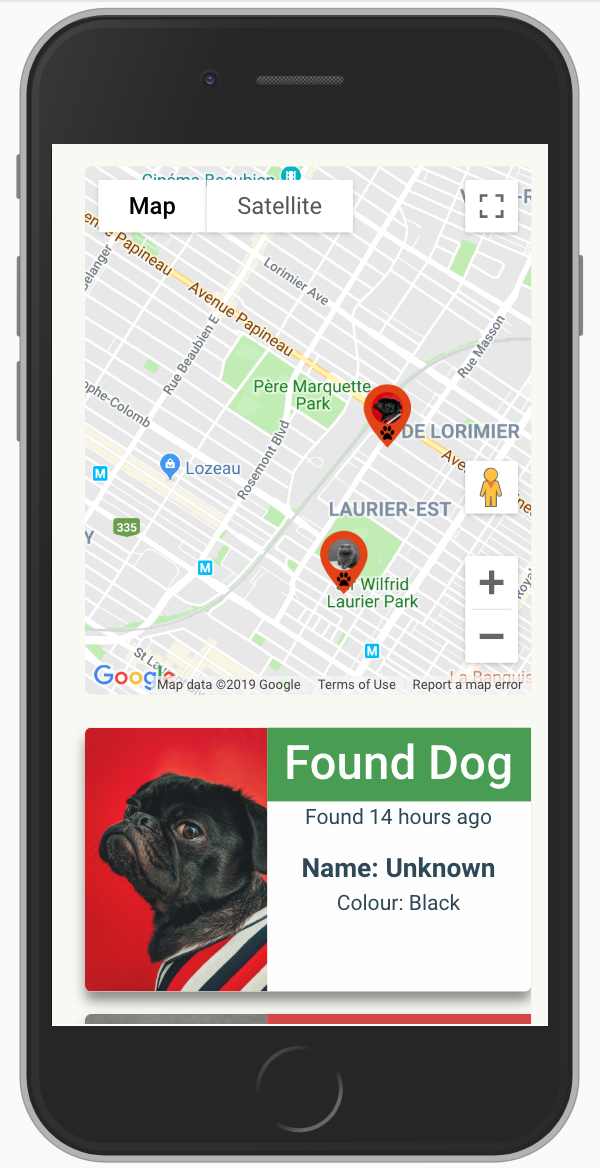 Cinéma Beaubien
Map
Satellite
Papineau
Avenue Papineau
Lorimier Ave
Rue Beaubien E
Rue Masson
Père Marquette
Park
Rosemont Blvd
DE LORIMIER
Lozeau
M
LAURIER-EST
335
Y
M
Wilfrid
Laurier Park
M
Google
Map data ©2019 Google
Terms of Use
Report a map error
Found Dog
Found 14 hours ago
Name: Unknown
Colour: Black